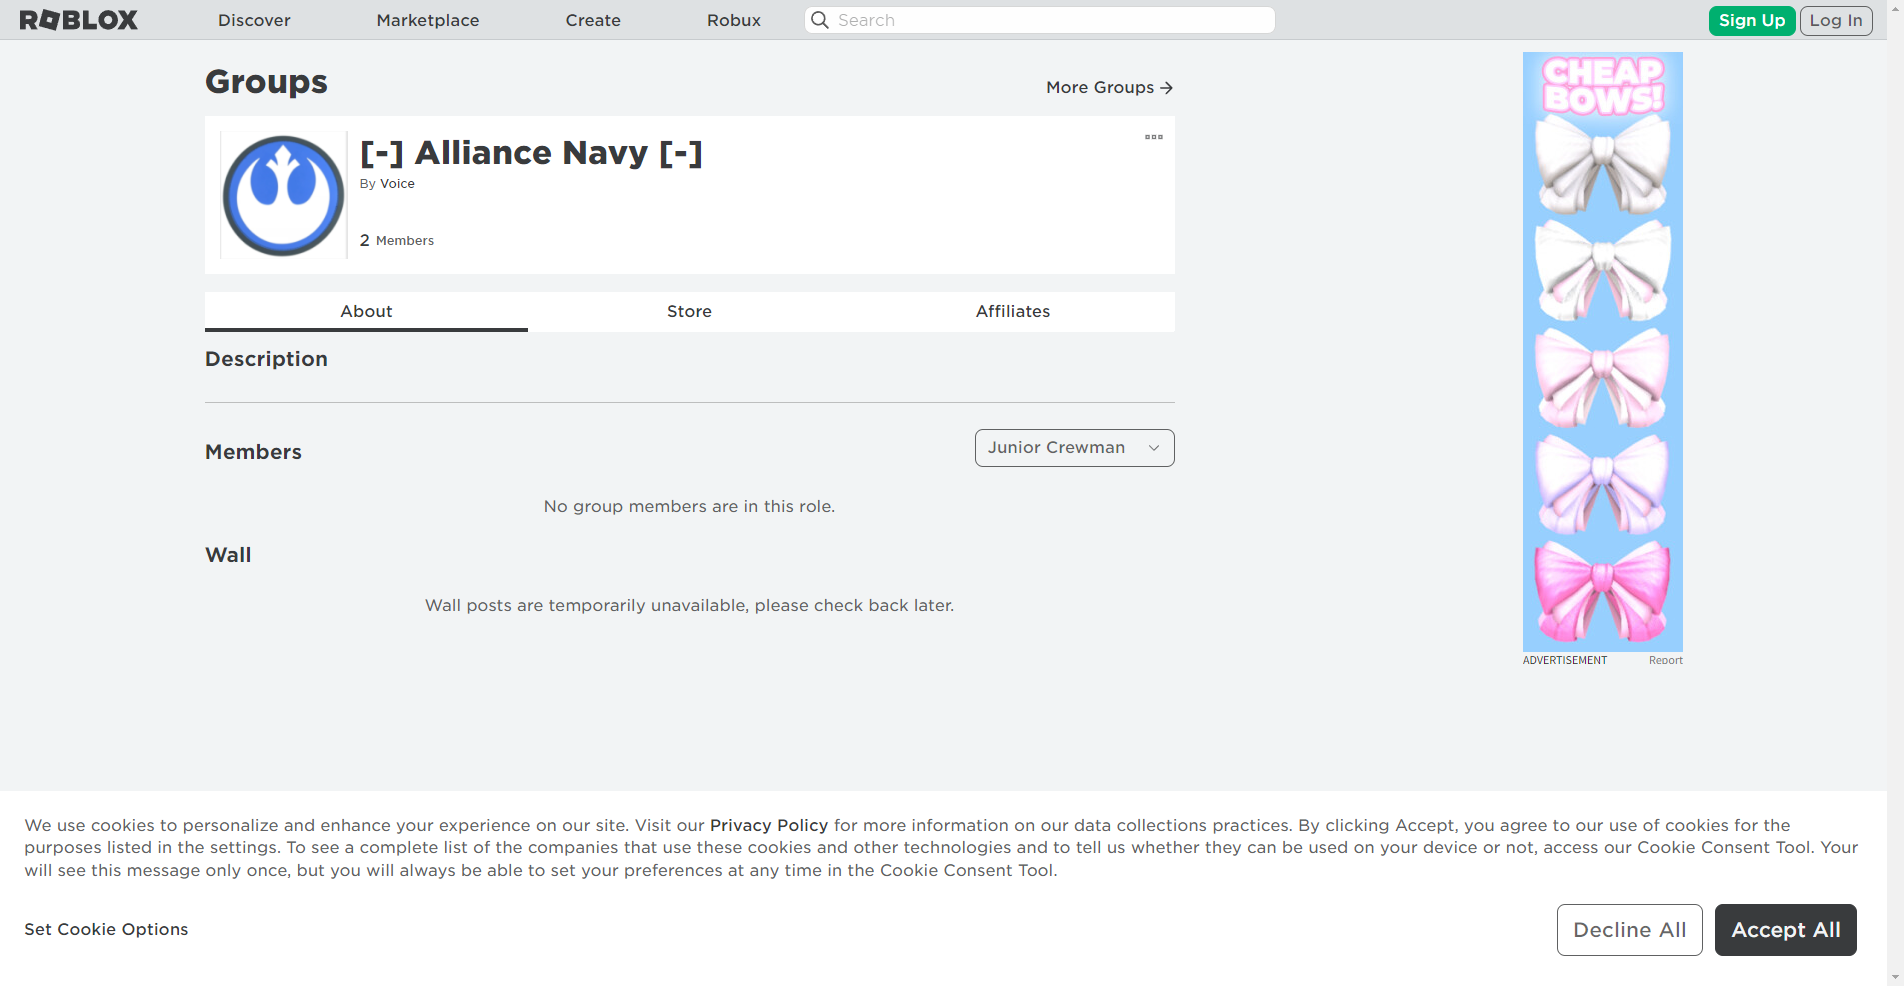 ROBLOX
Discover
Marketplace
Create
Robux
Search
Sign Up
Log In
Groups
More Groups
[-] Alliance Navy [-]
By Voice
2 Members
About
Store
Affiliates
Description
Members
Junior Crewman
No group members are in this role.
Wall
Wall posts are temporarily unavailable, please check back later.
CHEAP
BOWS!
ADVERTISEMENT
Report
We use cookies to personalize and enhance your experience on our site. Visit our Privacy Policy for more information on our data collections practices. By clicking Accept, you agree to our use of cookies for the
purposes listed in the settings. To see a complete list of the companies that use these cookies and other technologies and to tell us whether they can be used on your device or not, access our Cookie Consent Tool. Your
will see this message only once, but you will always be able to set your preferences at any time in the Cookie Consent Tool.
Set Cookie Options
Decline All
Accept All